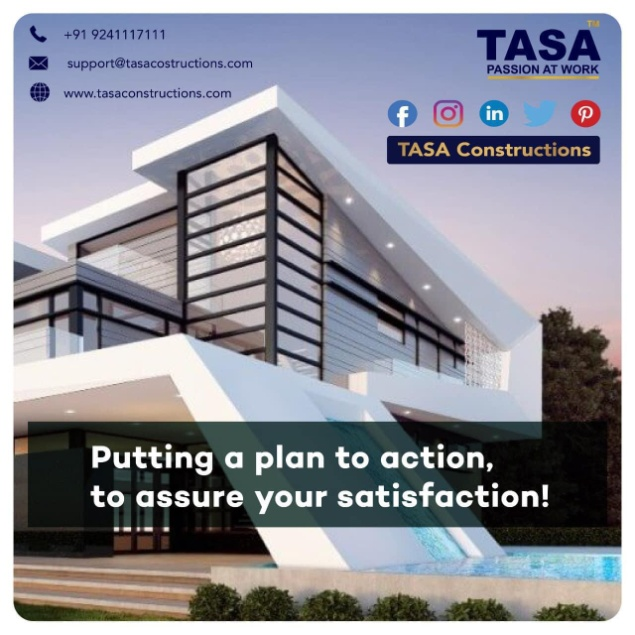 +91 9241117111
support@tasacostructions.com
www.tasaconstructions.com
TASA TM
PASSION AT WORK
f in
TASA Constructions
Putting a plan to action,
to assure your satisfaction!